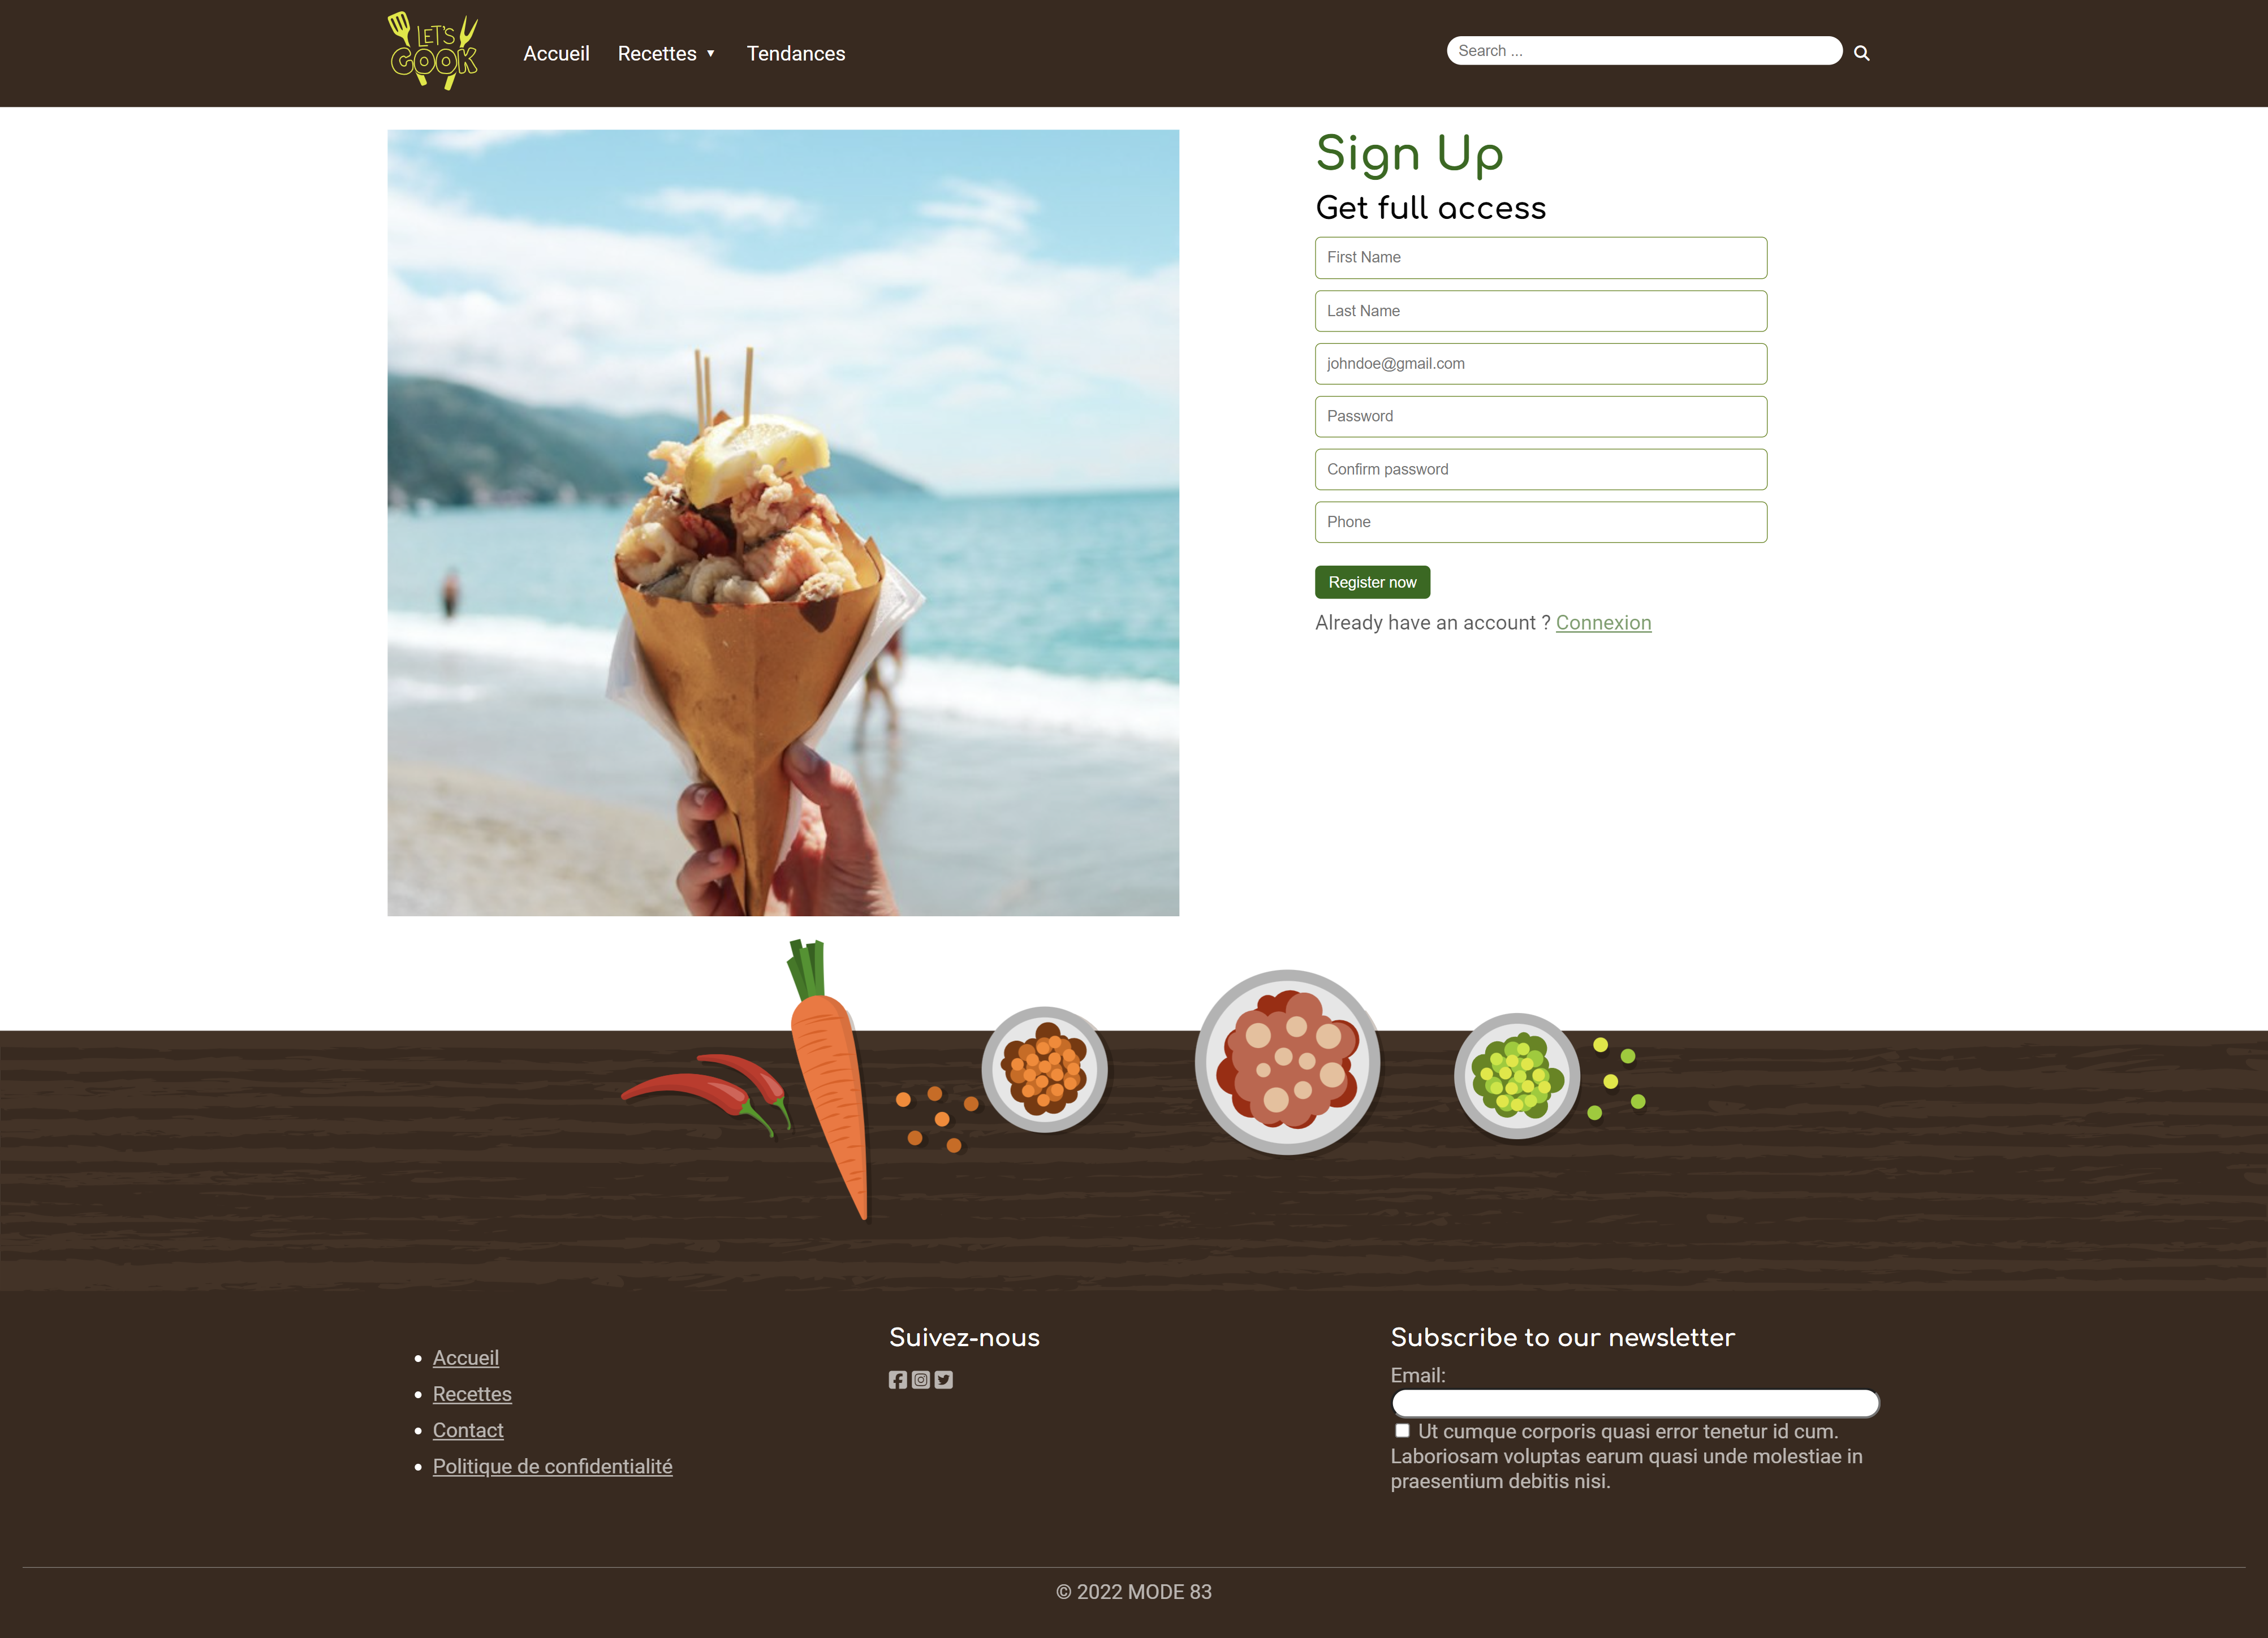 LET'S
COOK
Accueil Recettes ▼ Tendances
Search ...
Sign Up
Get full access
First Name
Last Name
johndoe@gmail.com
Password
Confirm password
Phone
Register now
Already have an account ? Connexion
Accueil
Recettes
Contact
Politique de confidentialité
Suivez-nous
Subscribe to our newsletter
Email:
Ut cumque corporis quasi error tenetur id cum.
Laboriosam voluptas earum quasi unde molestiae in
praesentium debitis nisi.
© 2022 MODE 83